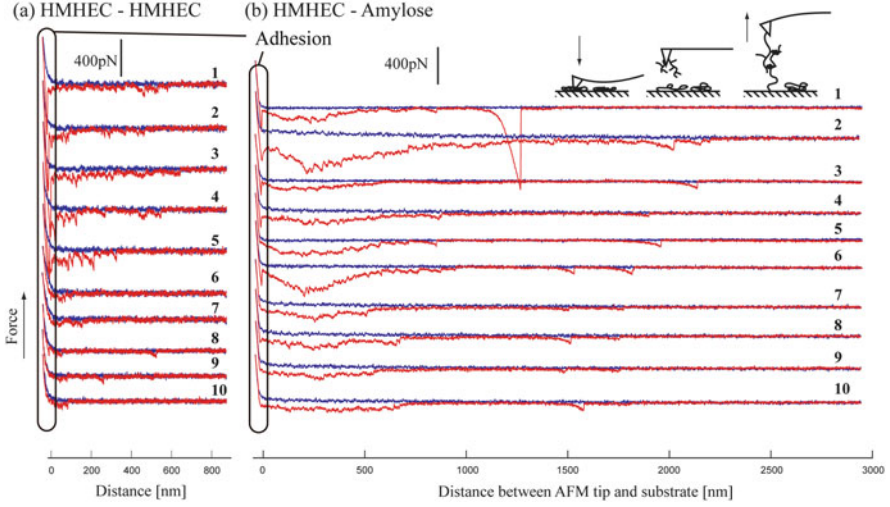 (a) HMHEC - HMHEC
(b) HMHEC - Amylose
Adhesion
400pN
400pN
1
2
3
4
5
6
7
8
9
10
1
2
3
4
5
6
7
8
9
10
Force
0 200 400 600 800
Distance [nm]
0 500 1000 1500 2000 2500 3000
Distance between AFM tip and substrate [nm]